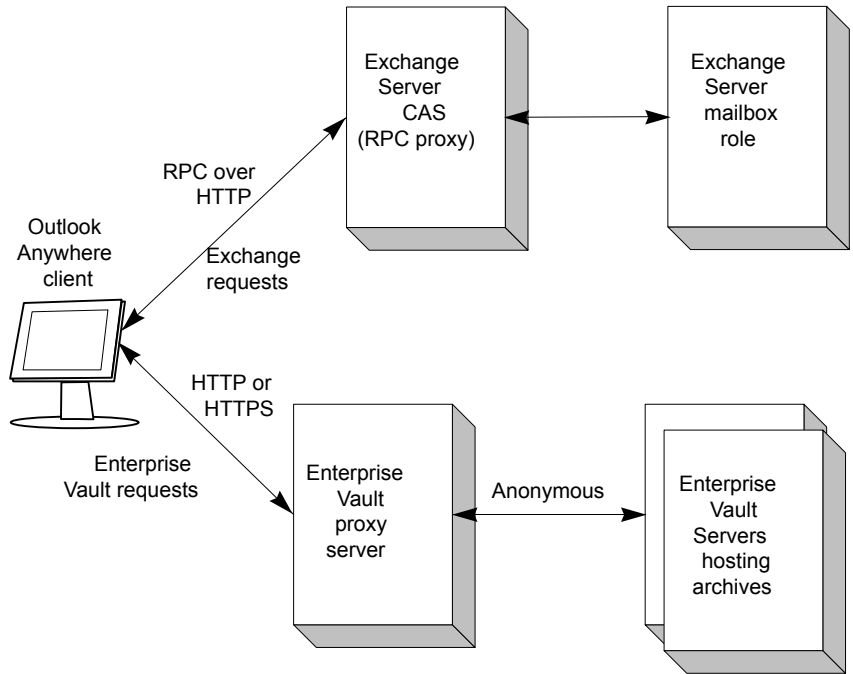 Exchange
Server
CAS
(RPC proxy)
Exchange
Server
mailbox
role
RPC over
HTTP
Exchange
requests
Outlook
Anywhere
client
HTTP or
HTTPS
Enterprise
Vault requests
Enterprise
Vault
proxy
server
Anonymous
Enterprise
Vault
Servers
hosting
archives